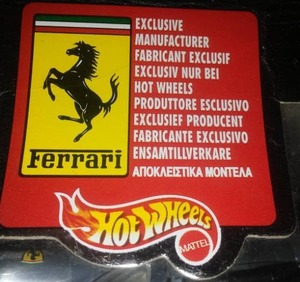 EXCLUSIVE
MANUFACTURER
FABRICANT EXCLUSIF
EXCLUSIV NUR BEI
HOT WHEELS
PRODUTTORE ESCLUSIVO
EXCLUSIEF PRODUCENT
FABRICANTE EXCLUSIVO
ENSAMTILLVERKARE
ΑΠΟΚΛΕΙΣΤΙΚΑ ΜΟΝΤΕΛΑ
Ferrari
Hot Wheels
MATTEL